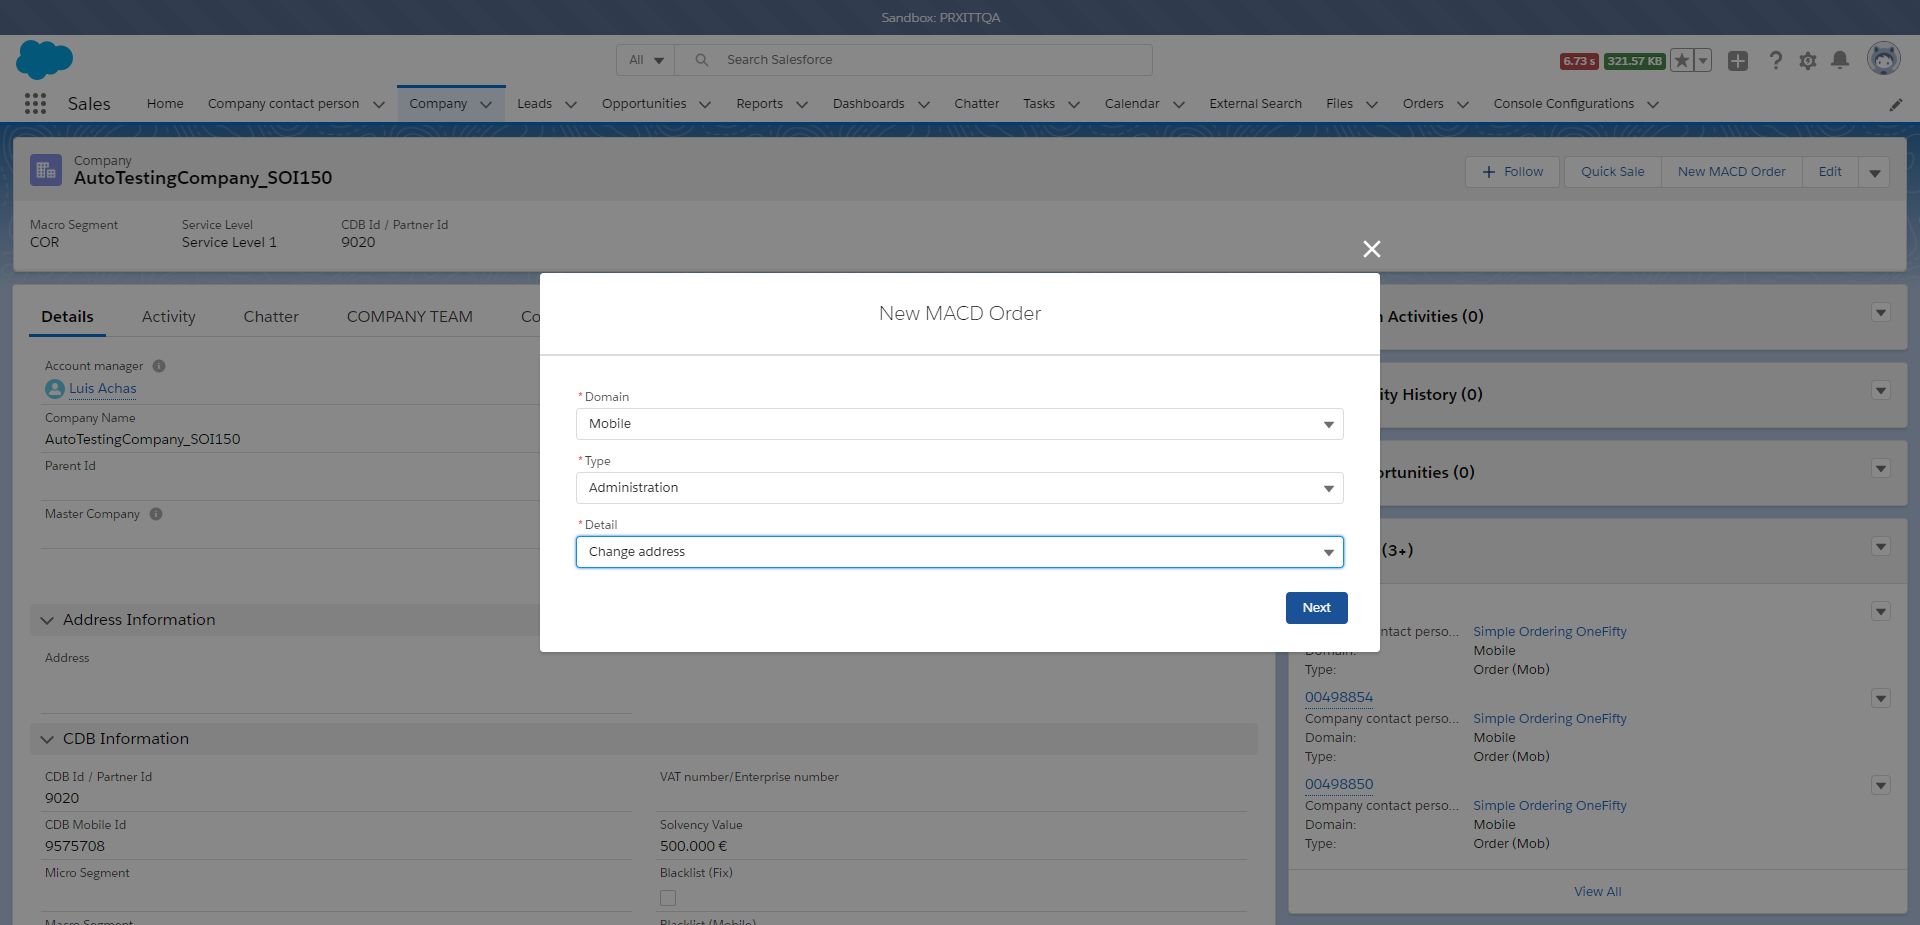 Sandbox: PRXITTQA
All
Search Salesforce
6.73 s
321.57 KB
Sales
Home
Company contact person
Company
Leads
Opportunities
Reports
Dashboards
Chatter
Tasks
Calendar
External Search
Files
Orders
Console Configurations
Company
AutoTestingCompany_SOI150
Follow
Quick Sale
New MACD Order
Edit
Macro Segment
COR
Service Level
Service Level 1
CDB Id / Partner Id
9020
Details
Activity
Chatter
COMPANY TEAM
Co
Account manager
Luis Achas
Company Name
AutoTestingCompany_SOI150
Parent Id
Master Company
Address Information
Address
CDB Information
CDB Id / Partner Id
9020
VAT number/Enterprise number
CDB Mobile Id
9575708
Solvency Value
500.000 €
Micro Segment
Blacklist (Fix)
Macro Segment
Blacklist (Mobile)
New MACD Order
*Domain
Mobile
*Type
Administration
*Detail
Change address
Next
Activities (0)
ity History (0)
ortunities (0)
(3+)
ntact perso...
Simple Ordering OneFifty
Domain:
Mobile
Type:
Order (Mob)
00498854
Company contact perso...
Simple Ordering OneFifty
Domain:
Mobile
Type:
Order (Mob)
00498850
Company contact perso...
Simple Ordering OneFifty
Domain:
Mobile
Type:
Order (Mob)
View All